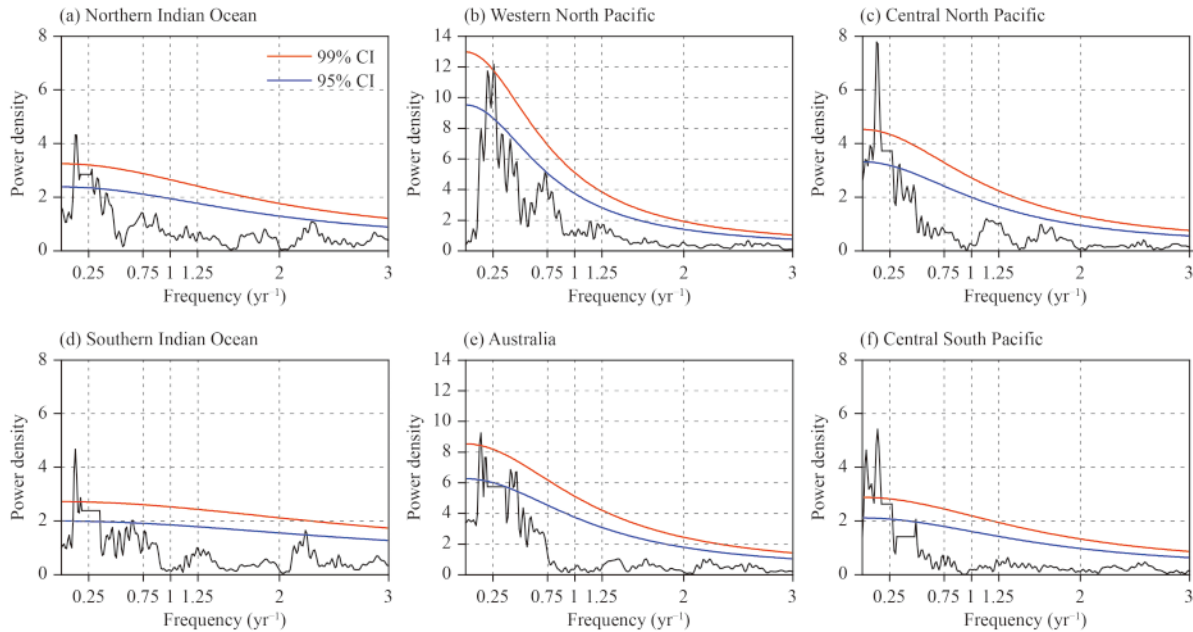 (a) Northern Indian Ocean
8
6
4
2
0
Power density
99% CI
95% CI
0.25 0.75 1 1.25 2 3
Frequency (yr⁻¹)
(b) Western North Pacific
14
12
10
8
6
4
2
0
Power density
0.25 0.75 1 1.25 2 3
Frequency (yr⁻¹)
(c) Central North Pacific
8
6
4
2
0
Power density
0.25 0.75 1 1.25 2 3
Frequency (yr⁻¹)
(d) Southern Indian Ocean
8
6
4
2
0
Power density
0.25 0.75 1 1.25 2 3
Frequency (yr⁻¹)
(e) Australia
14
12
10
8
6
4
2
0
Power density
0.25 0.75 1 1.25 2 3
Frequency (yr⁻¹)
(f) Central South Pacific
8
6
4
2
0
Power density
0.25 0.75 1 1.25 2 3
Frequency (yr⁻¹)